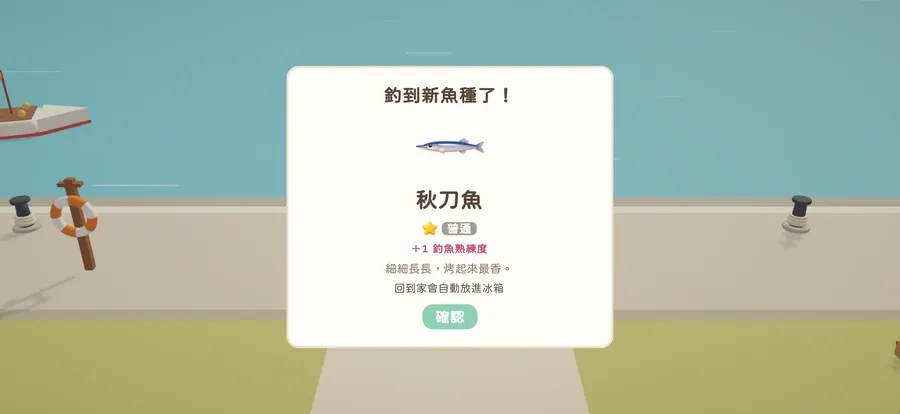 釣到新魚種了！
秋刀魚
普通
+1 釣魚熟練度
細細長長，烤起來最香。
回到家會自動放進冰箱
確認